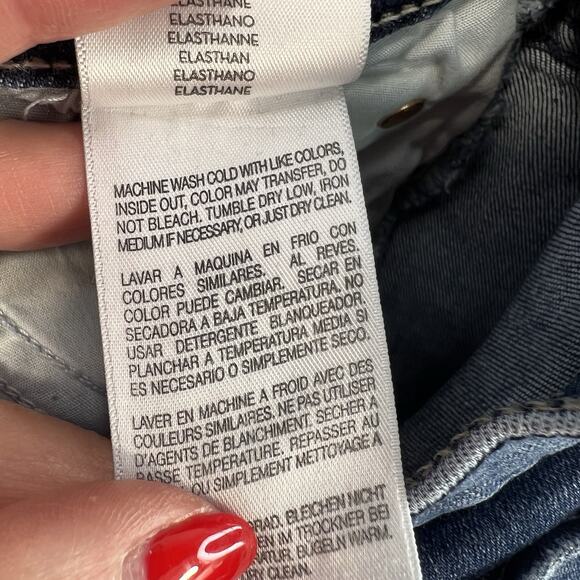 ELASTHANE
ELASTHANO
ELASTHANNE
ELASTHAN
ELASTHANO
ELASTHANE
MACHINE WASH COLD WITH LIKE COLORS,
INSIDE OUT, COLOR MAY TRANSFER, DO
NOT BLEACH. TUMBLE DRY LOW, IRON
MEDIUM IF NECESSARY, OR JUST DRY CLEAN.
LAVAR A MAQUINA EN FRIO CON
COLORES SIMILARES. AL REVES.
COLOR PUEDE CAMBIAR. SECAR EN
SECADORA A BAJA TEMPERATURA. NO
USAR DETERGENTE BLANQUEADOR.
PLANCHAR A TEMPERATURA MEDIA SI
ES NECESARIO O SIMPLEMENTE SECO.
LAVER EN MACHINE A FROID AVEC DES
COULEURS SIMILAIRES. NE PAS UTILISER
D'AGENTS DE BLANCHIMENT. SECHER A
BASSE TEMPERATURE. REPASSER AU
OU SIMPLEMENT METTOYAGE A
GRAD. BLEICHEN NICHT
EN IM TROCKNER BEI
BUGELN WARM.
CLEAN.